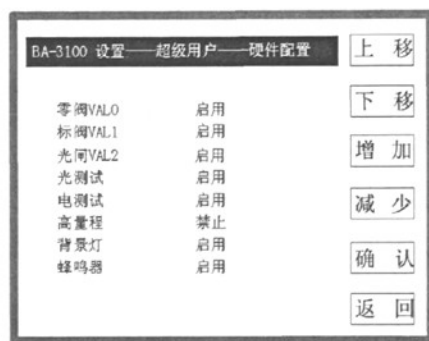 BA-3100 设置——超级用户——硬件配置
零阀VAL0 启用
标阀VAL1 启用
光闸VAL2 启用
光测试 启用
电测试 启用
高量程 禁止
背景灯 启用
蜂鸣器 启用
上移
下移
增加
减少
确认
返回